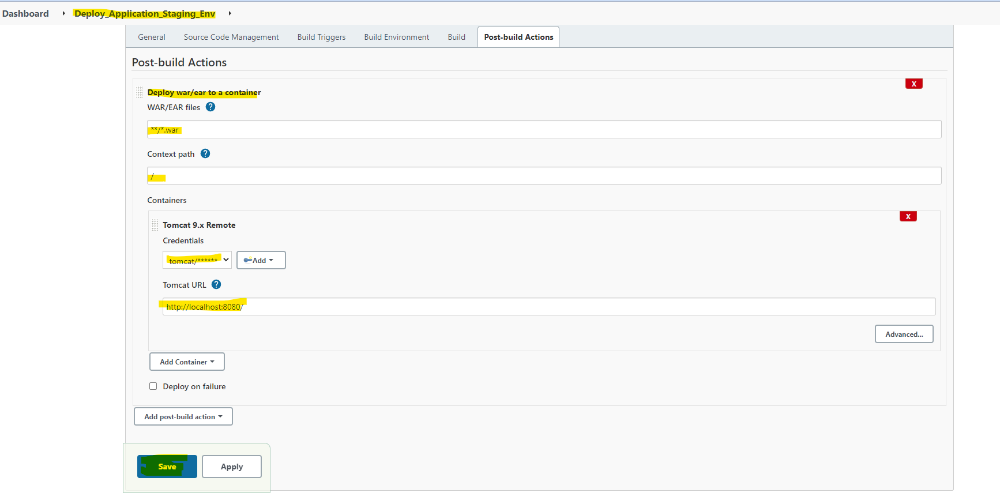 Dashboard Deploy_Application_Staging_Env
General Source Code Management Build Triggers Build Environment Build Post-build Actions
Post-build Actions
X
Deploy war/ear to a container
WAR/EAR files ?
**/*.war
Context path ?
/
Containers
X
Tomcat 9.x Remote
Credentials
tomcat/****** Add
Tomcat URL ?
http://localhost:8080/
Advanced...
Add Container
Deploy on failure
Add post-build action
Save Apply